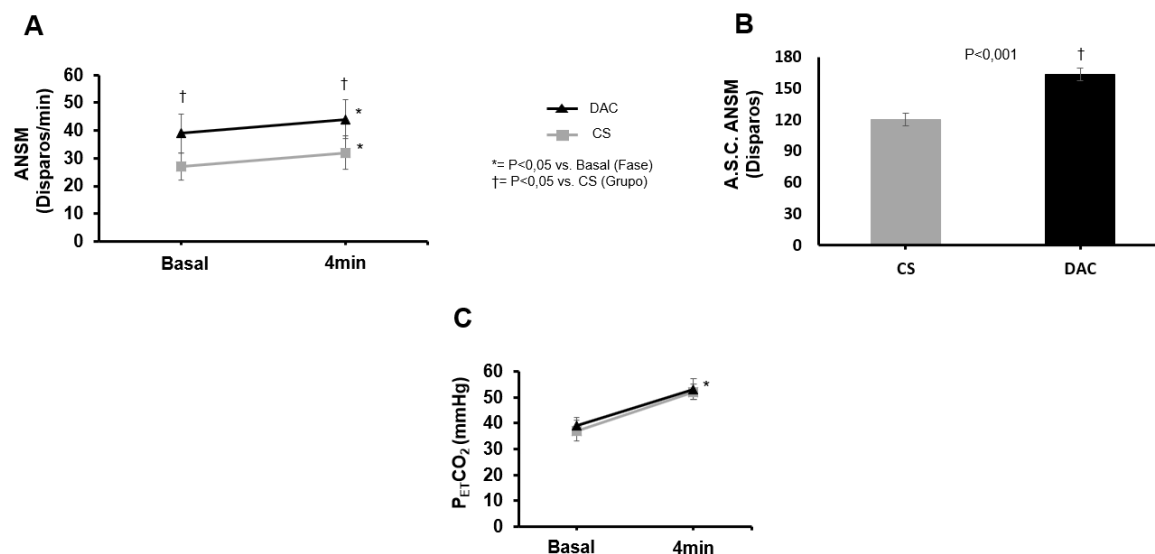 A
ANSM
(Disparos/min)
60
50
40
30
20
10
0
†
†
*
*
Basal
4min
DAC
CS
*= P<0,05 vs. Basal (Fase)
†= P<0,05 vs. CS (Grupo)
B
A.S.C. ANSM
(Disparos)
180
150
120
90
60
30
0
P<0,001
†
CS
DAC
C
PETCO2 (mmHg)
60
50
40
30
20
10
0
*
Basal
4min